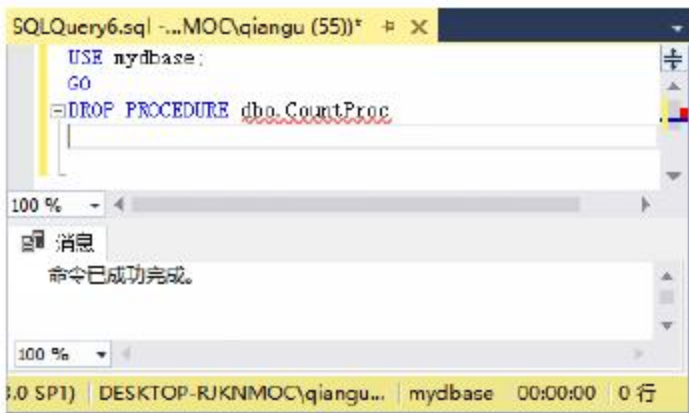 SQLQuery6.sql -...MOC\qiangu (55))*
USE mydbase;
GO
DROP PROCEDURE dbo.CountProc
100 %
消息
命令已成功完成。
100 %
3.0 SP1) DESKTOP-RJKNMOC\qiangu... mydbase 00:00:00 0 行